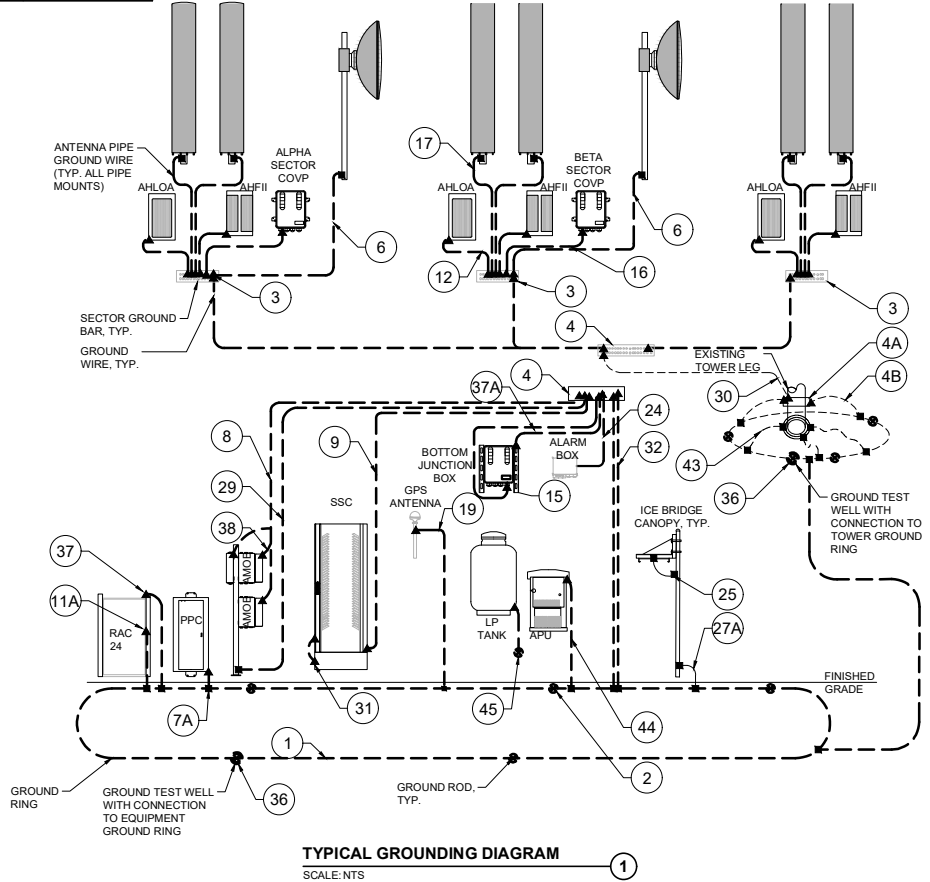 ANTENNA PIPE
GROUND WIRE
(TYP. ALL PIPE
MOUNTS)
ALPHA
SECTOR
COVP
AHLOA
AHFII
6
3
SECTOR GROUND
BAR, TYP.
GROUND
WIRE, TYP.
17
BETA
SECTOR
COVP
AHLOA
AHFII
6
12
16
3
AHLOA
AHFII
3
4
EXISTING
TOWER LEG
4A
4B
30
4
37A
24
8
9
32
43
BOTTOM
JUNCTION
BOX
ALARM
BOX
29
SSC
GPS
ANTENNA
19
15
36
GROUND TEST
WELL WITH
CONNECTION TO
TOWER GROUND
RING
ICE BRIDGE
CANOPY, TYP.
38
37
AMOB
25
11A
RAC
24
PPC
AMOB
LP
TANK
APU
27A
FINISHED
GRADE
7A
31
45
44
1
2
GROUND
RING
GROUND TEST WELL
WITH CONNECTION
TO EQUIPMENT
GROUND RING
36
GROUND ROD,
TYP.
TYPICAL GROUNDING DIAGRAM
SCALE: NTS
1